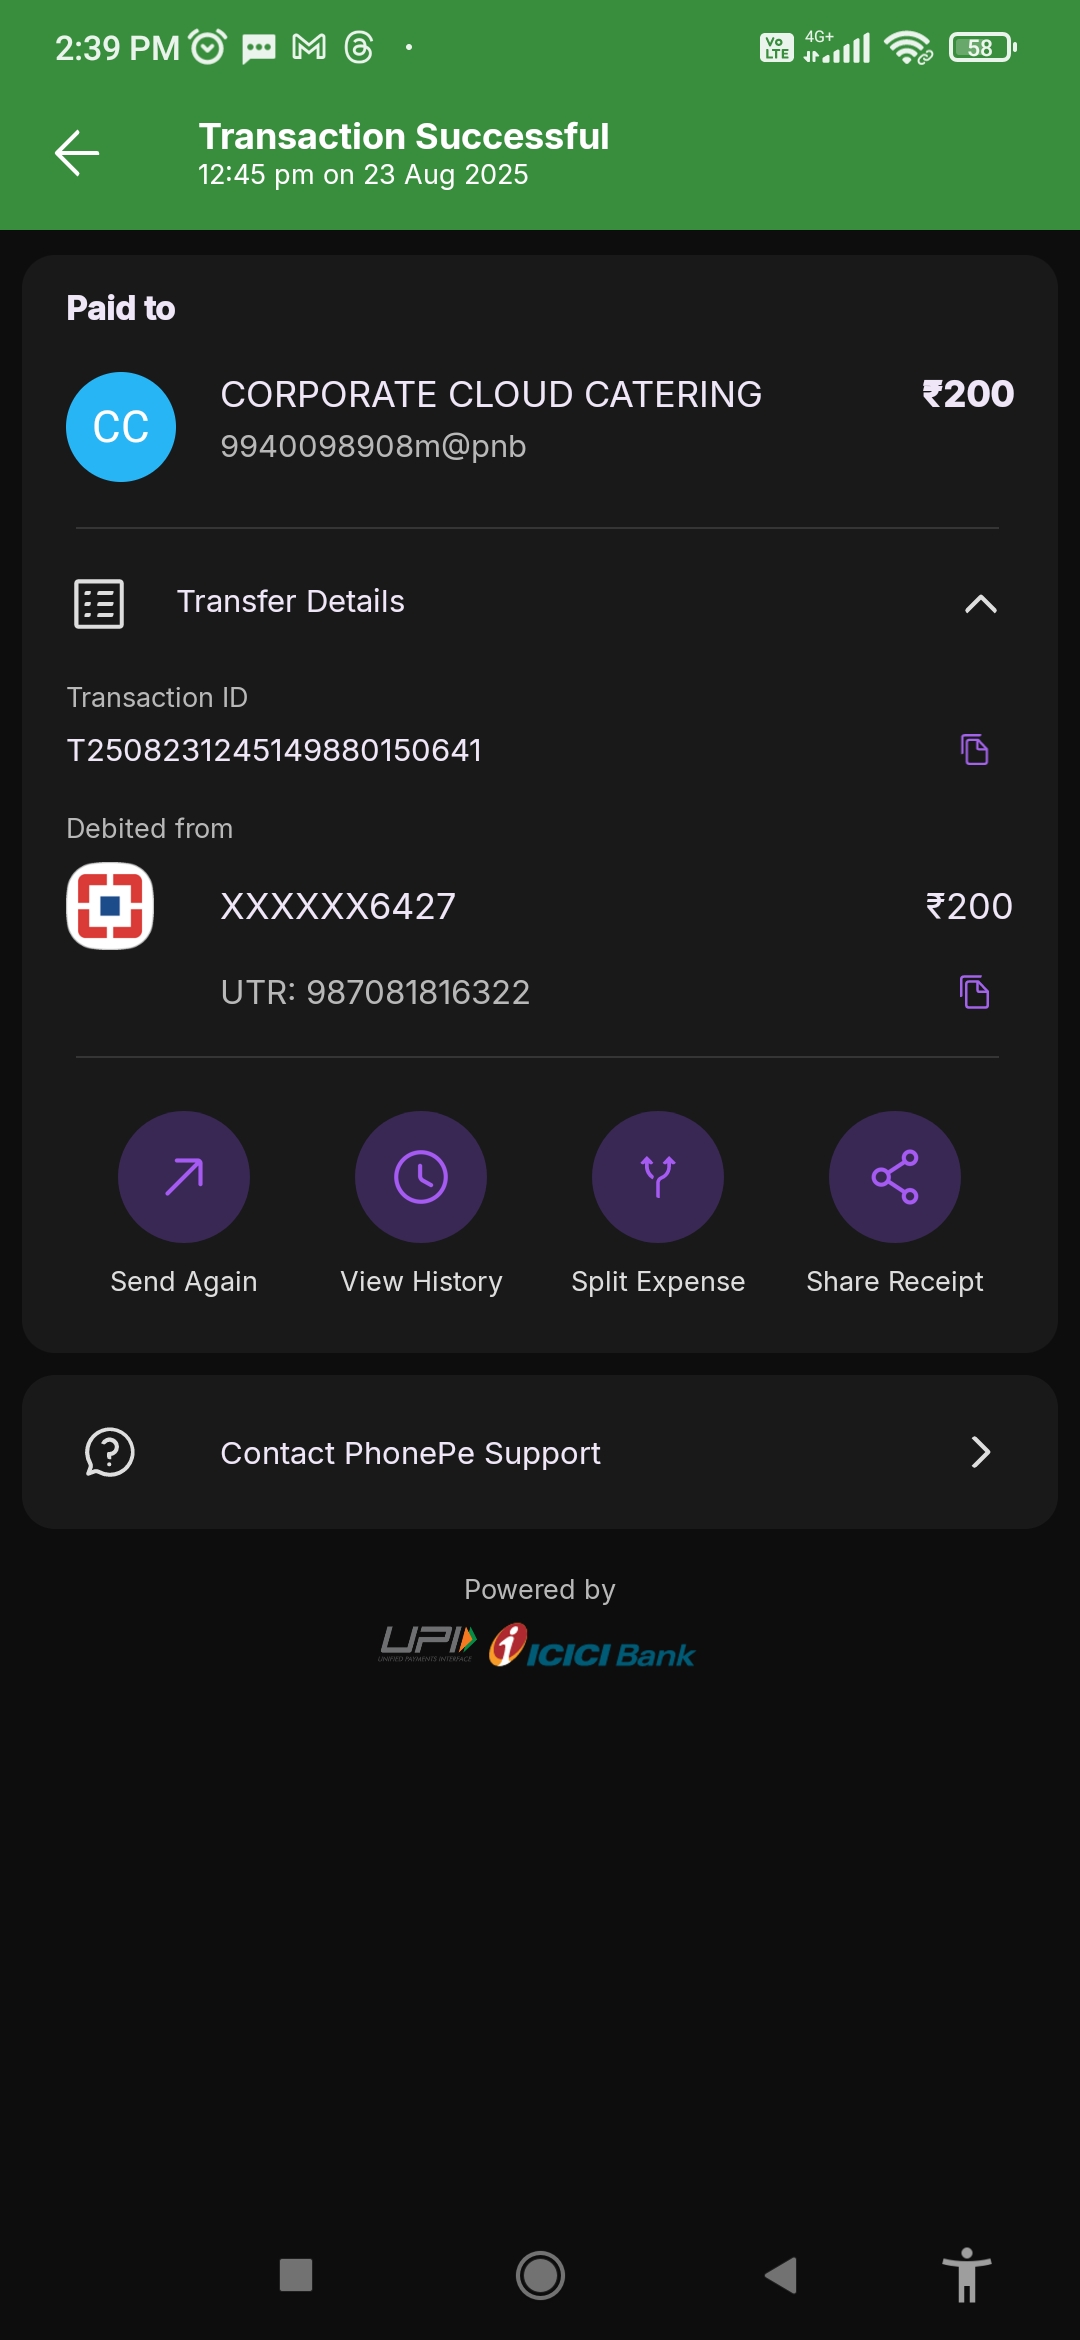 2:39 PM
Vo LTE 4G+ 58
Transaction Successful
12:45 pm on 23 Aug 2025
Paid to
CC
CORPORATE CLOUD CATERING ₹200
9940098908m@pnb
Transfer Details
Transaction ID
T2508231245149880150641
Debited from
XXXXXX6427 ₹200
UTR: 987081816322
Send Again View History Split Expense Share Receipt
Contact PhonePe Support
Powered by
UPI ICICI Bank
UNIFIED PAYMENTS INTERFACE